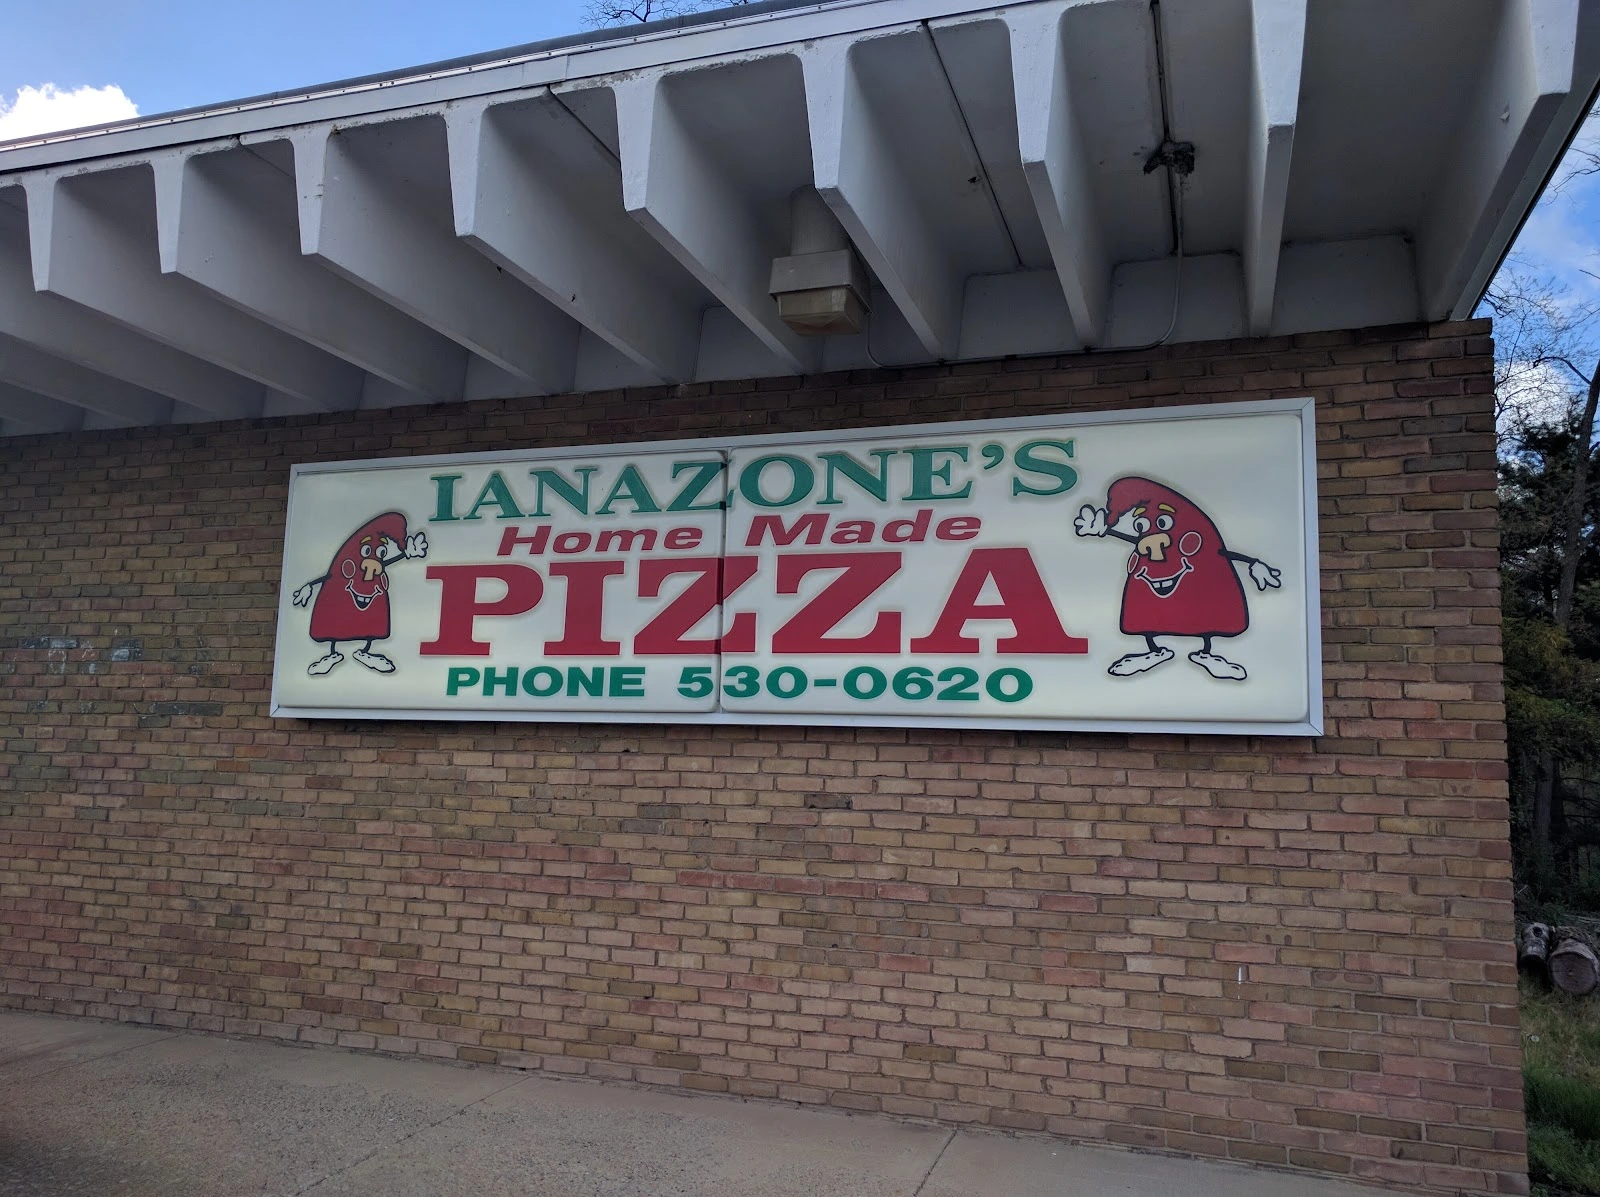 IANAZONE'S
Home Made
PIZZA
PHONE 530-0620